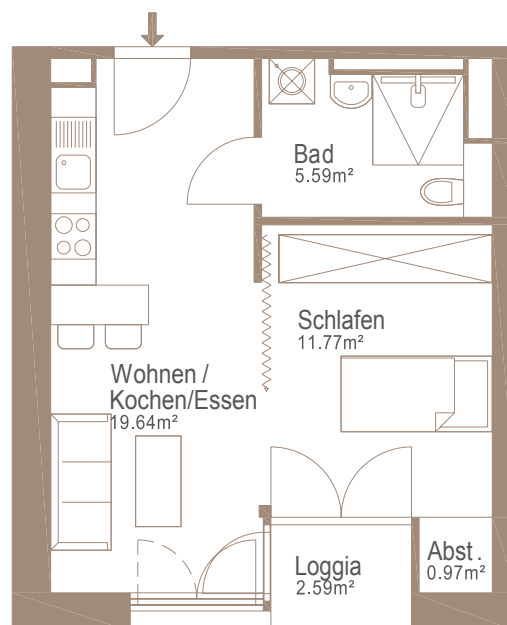 Bad
5.59m²
Schlafen
11.77m²
Wohnen /
Kochen/Essen
19.64m²
Loggia
2.59m²
Abst.
0.97m²